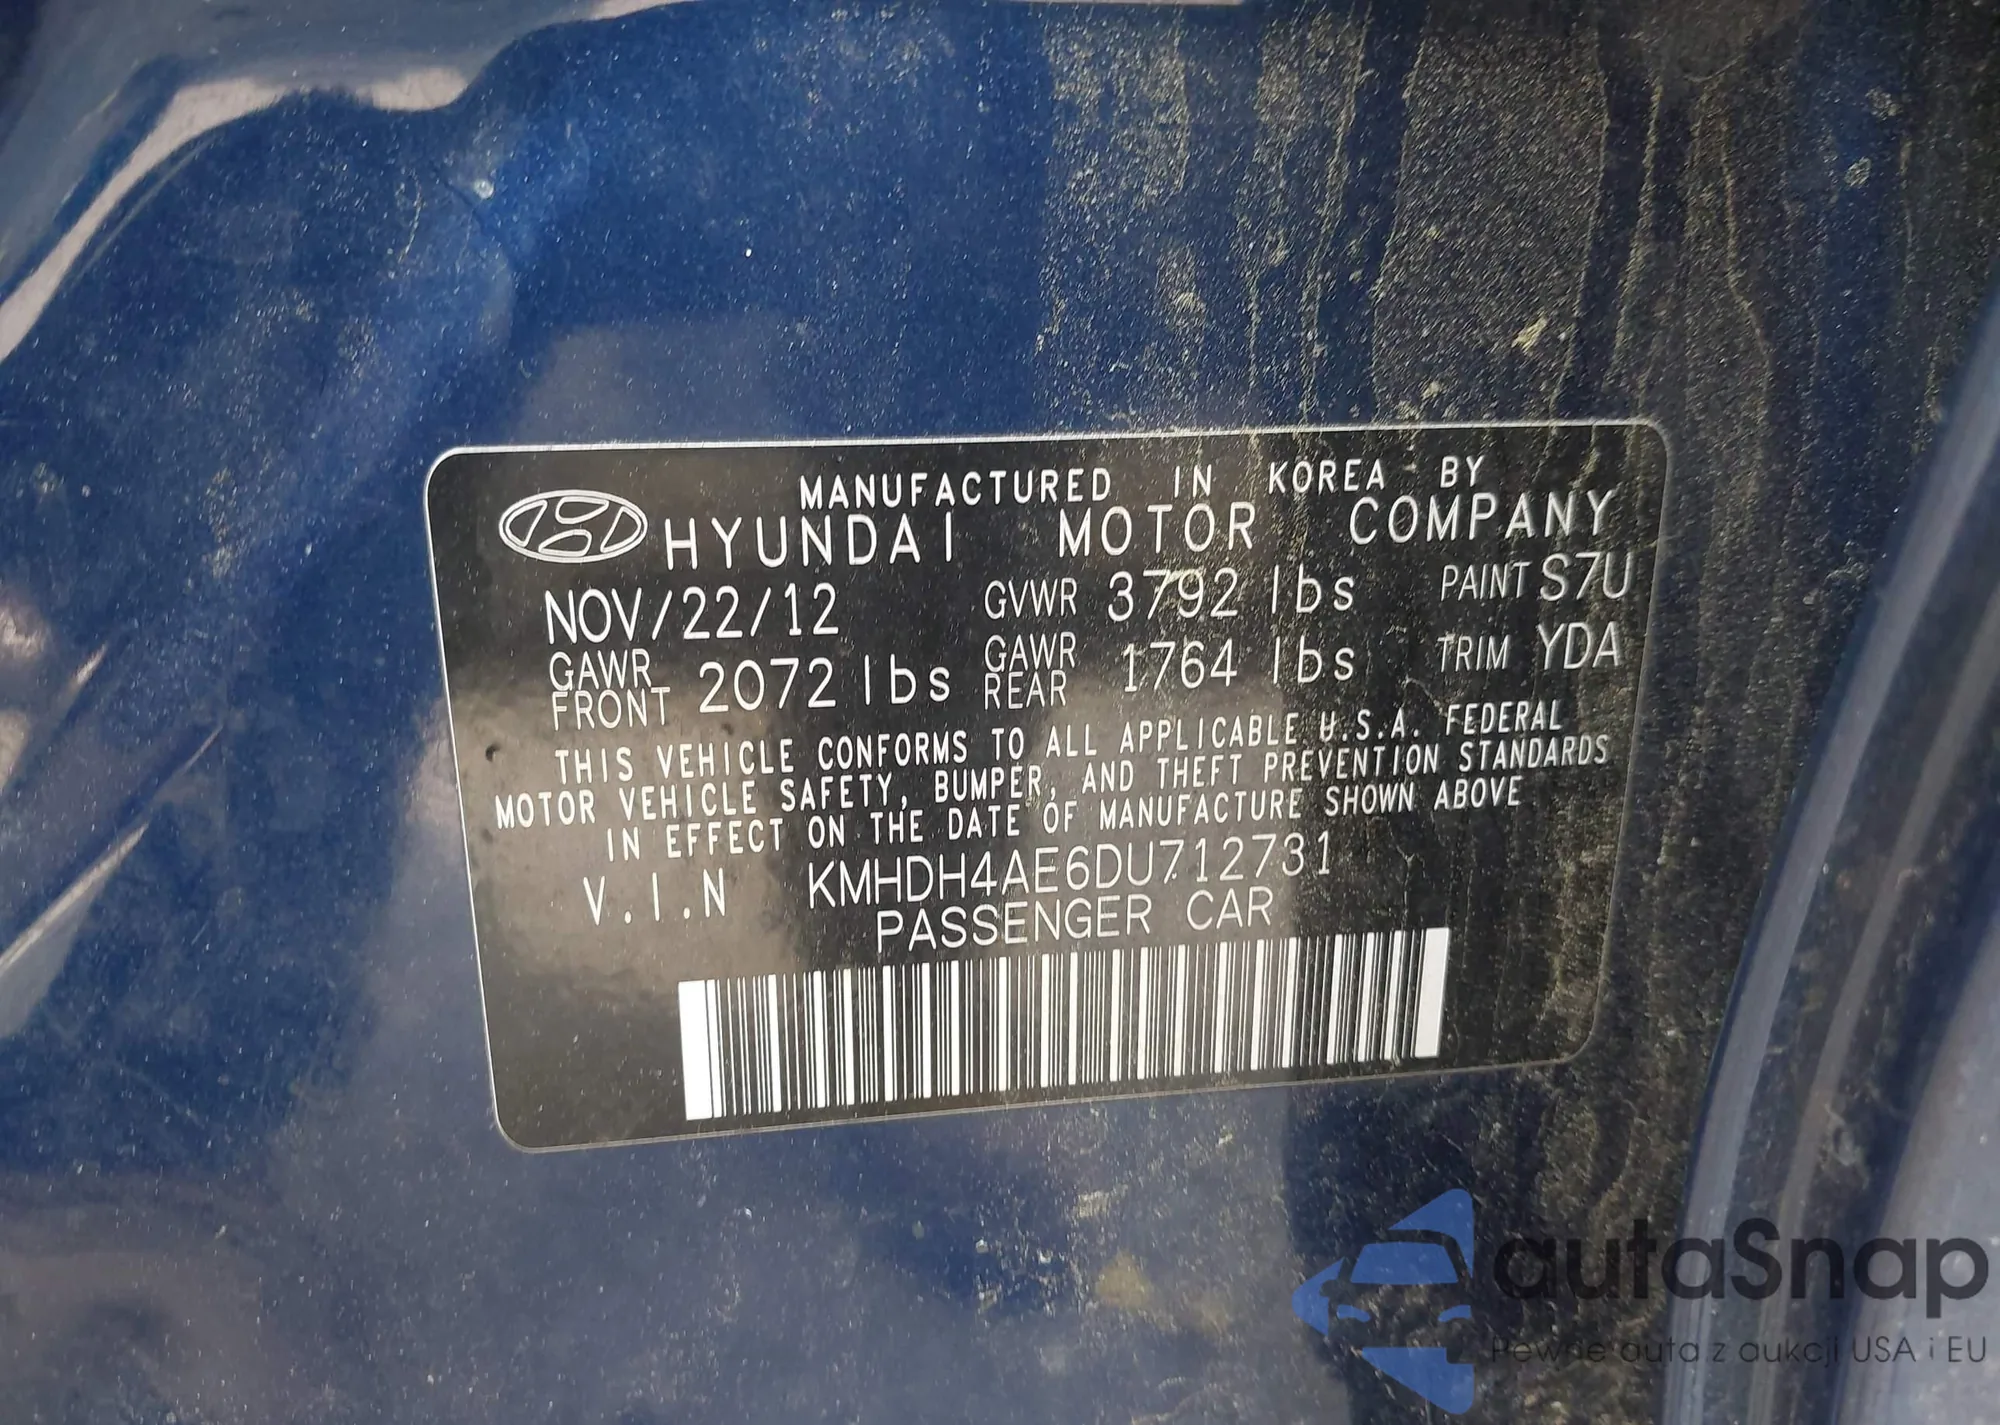 MANUFACTURED IN KOREA BY
HYUNDAI MOTOR COMPANY
NOV/22/12 GVWR 3792 lbs PAINT S7U
GAWR FRONT 2072 lbs GAWR REAR 1764 lbs TRIM YDA
THIS VEHICLE CONFORMS TO ALL APPLICABLE U.S.A. FEDERAL
MOTOR VEHICLE SAFETY, BUMPER, AND THEFT PREVENTION STANDARDS
IN EFFECT ON THE DATE OF MANUFACTURE SHOWN ABOVE
V.I.N KMHDH4AE6DU712731
PASSENGER CAR
autaSnap
Pewne auta z aukcji USA i EU